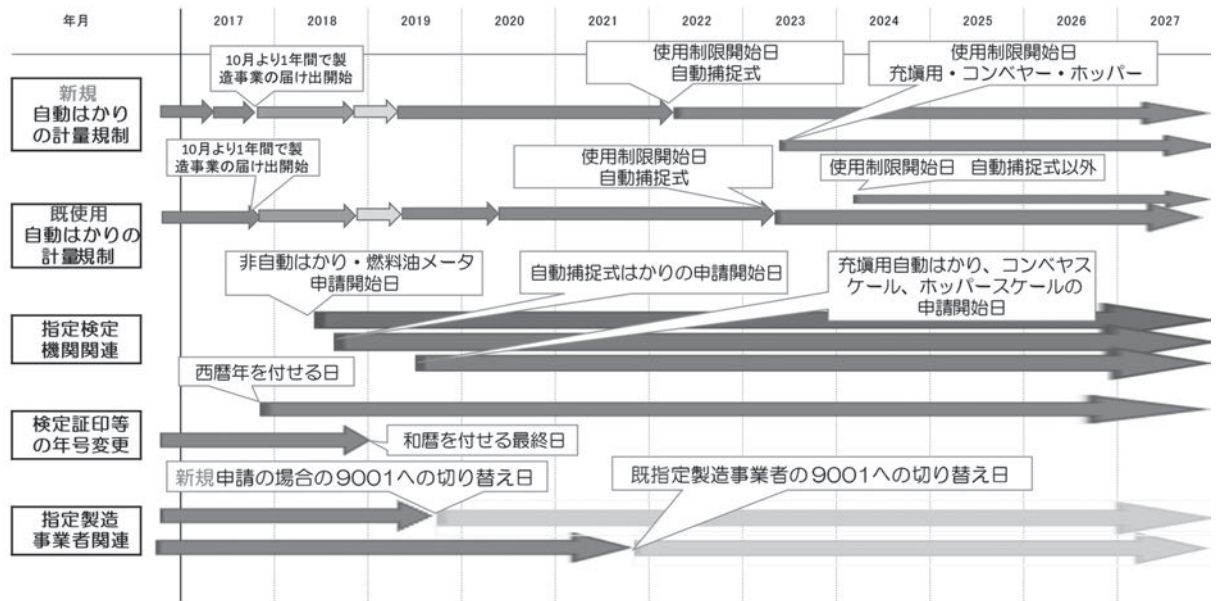 年月 2017 2018 2019 2020 2021 2022 2023 2024 2025 2026 2027
新規
自動はかり
の計量規制
10月より1年間で製
造事業の届け出開始
使用制限開始日
自動捕捉式
使用制限開始日
充塡用・コンベヤー・ホッパー
既使用
自動はかりの
計量規制
10月より1年間で製
造事業の届け出開始
使用制限開始日
自動捕捉式
使用制限開始日 自動捕捉式以外
指定検定
機関関連
非自動はかり・燃料油メータ
申請開始日
自動捕捉式はかりの申請開始日
充塡用自動はかり、コンベヤス
ケール、ホッパースケールの
申請開始日
検定証印等
の年号変更
西暦年を付せる日
和暦を付せる最終日
指定製造
事業者関連
新規申請の場合の9001への切り替え日
既指定製造事業者の9001への切り替え日